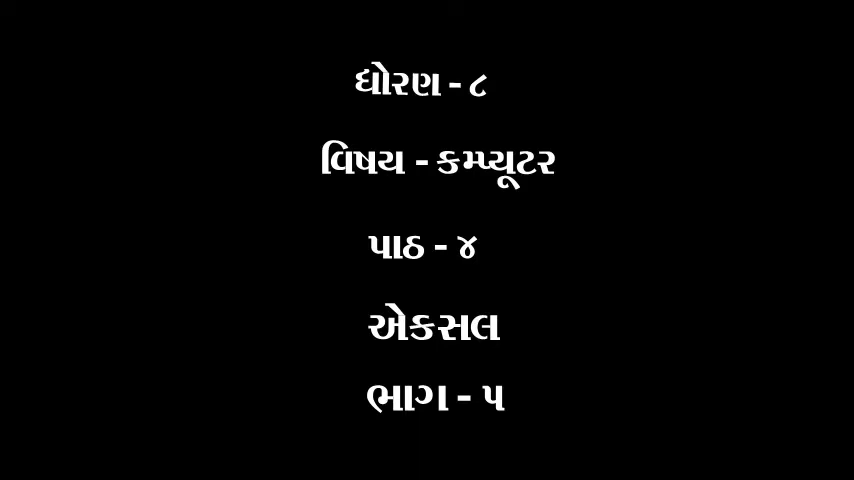 ધોરણ - ૮
વિષય - કમ્પ્યૂટર
પાઠ - ૪
એકસલ
ભાગ - ૫